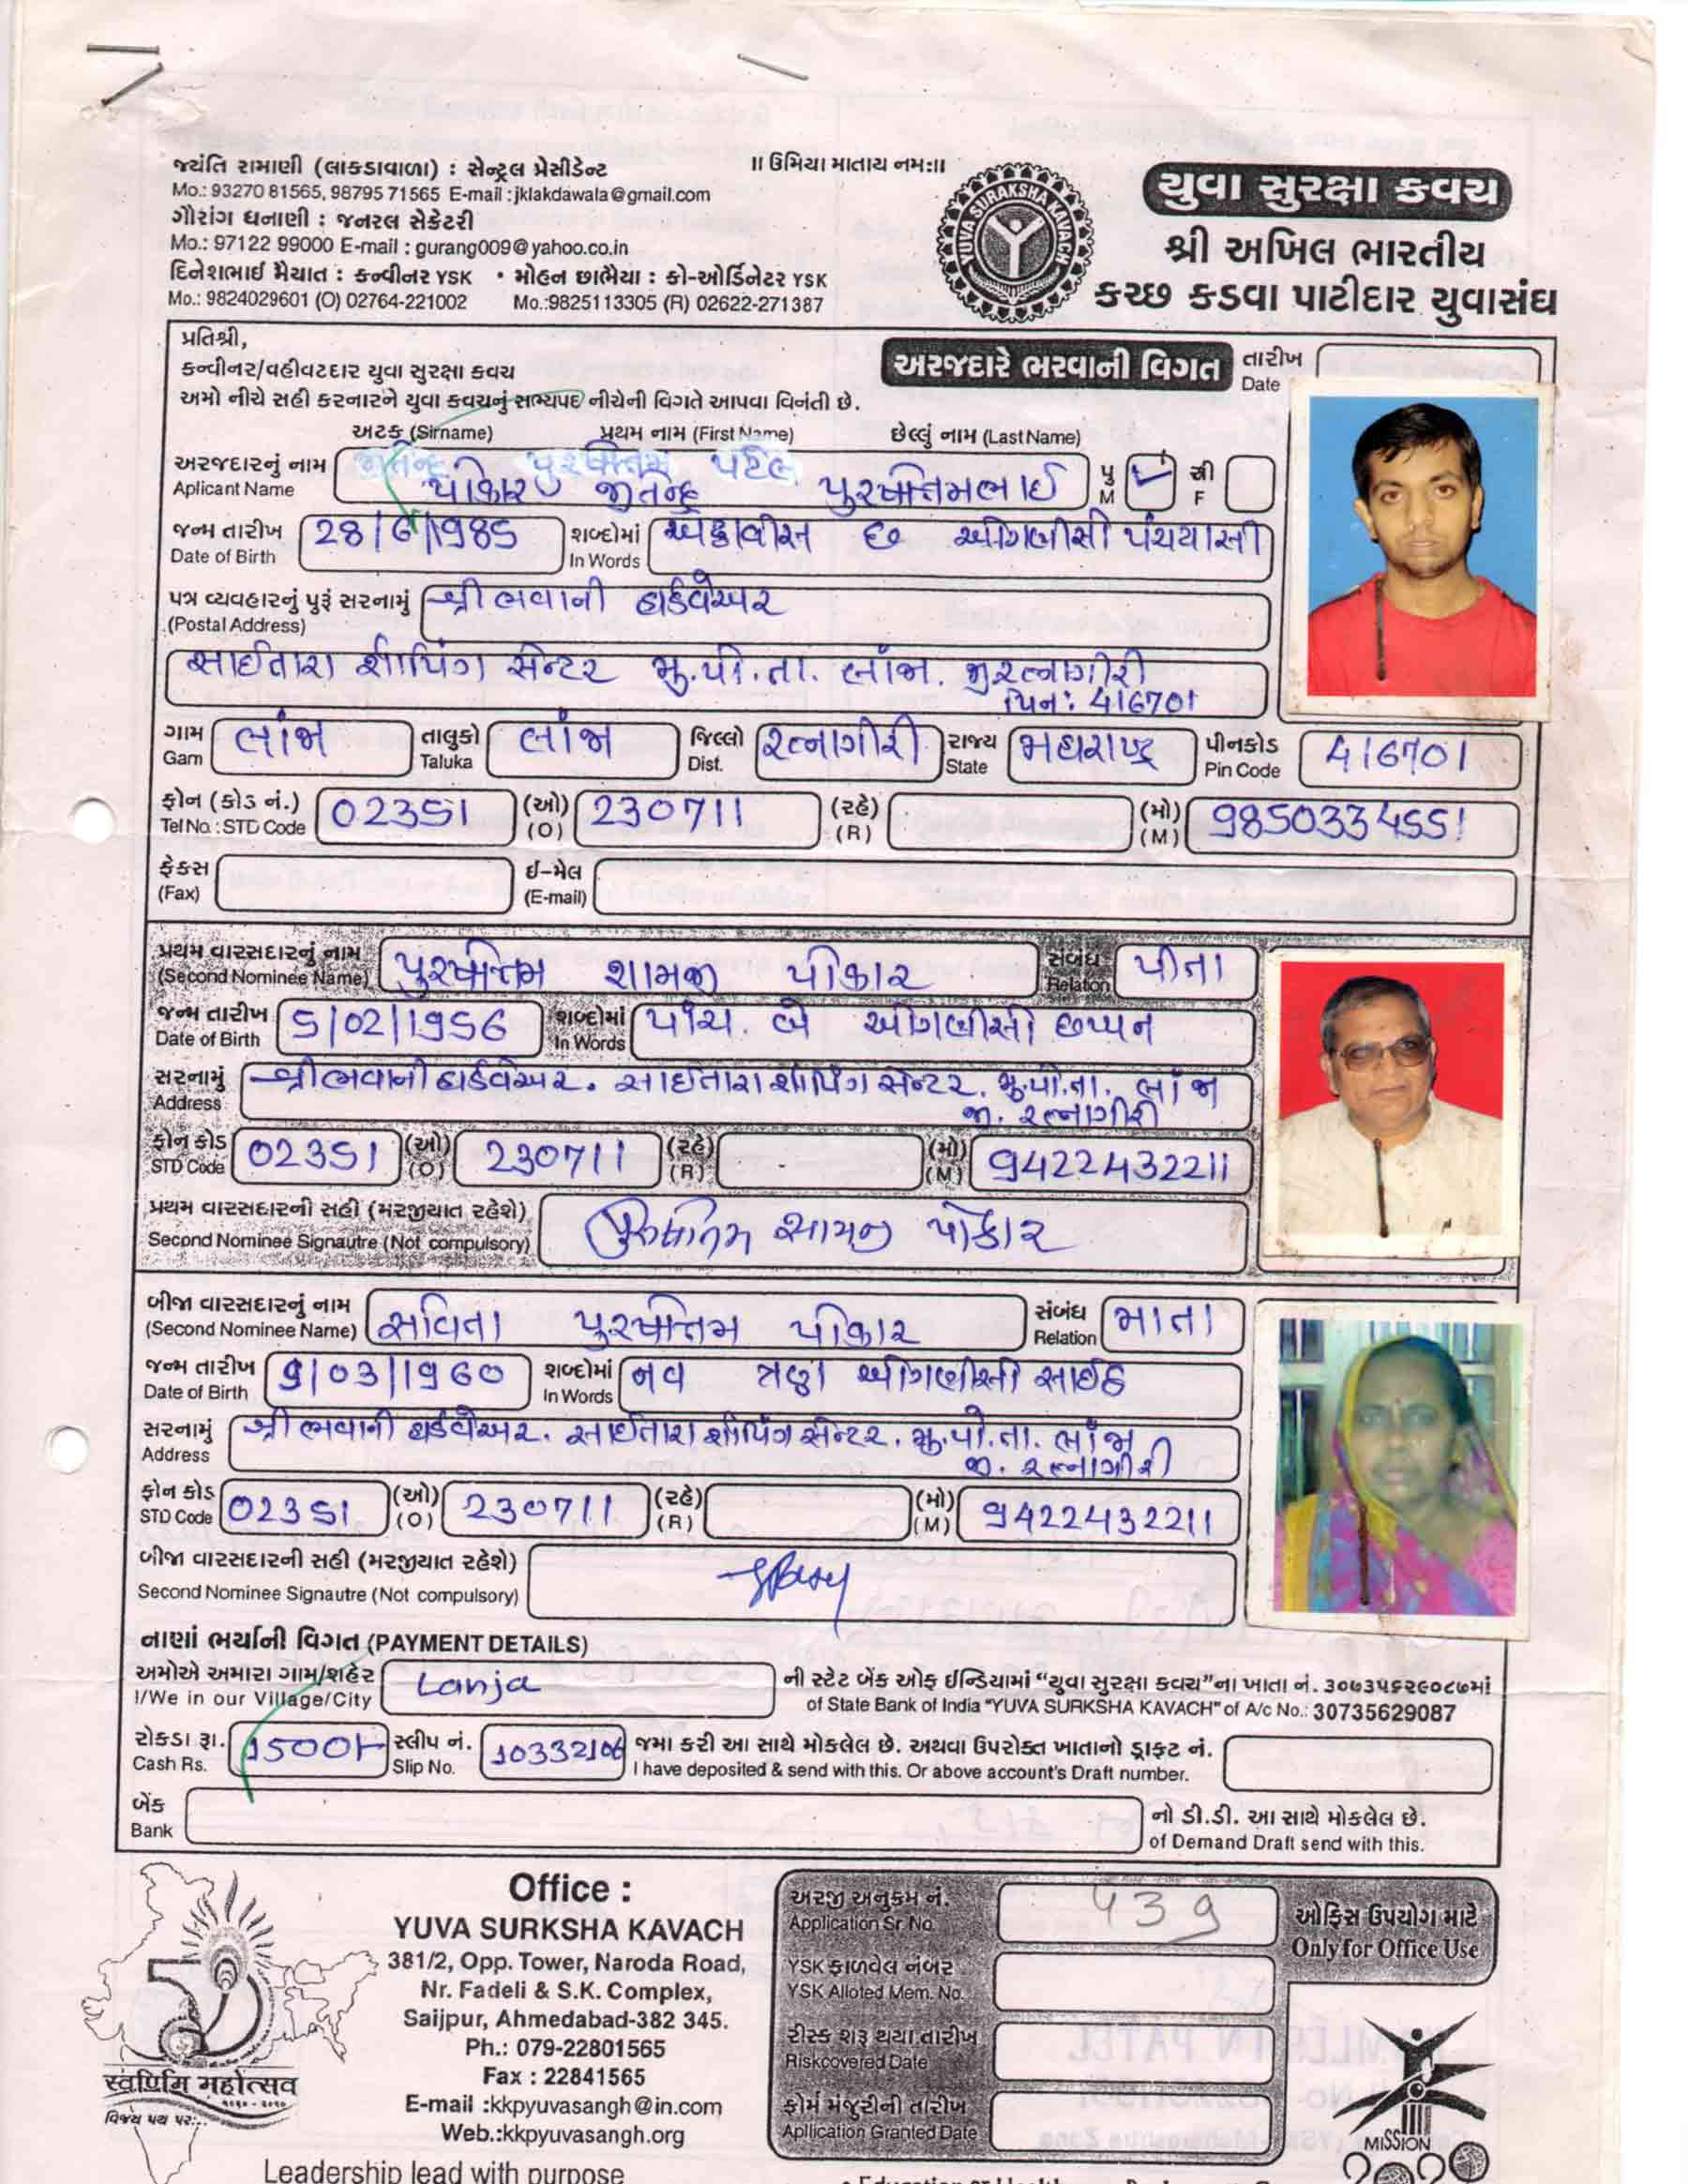 જયંતિ રામાણી (લાકડાવાળા) : સેન્ટ્રલ પ્રેસીડેન્ટ
Mo.: 93270 81565, 98795 71565 E-mail : jklakdawala@gmail.com
ગૌરાંગ ધનાણી : જનરલ સેક્રેટરી
Mo.: 97122 99000 E-mail : gurang009@yahoo.co.in
દિનેશભાઈ મૈયાત : કન્વીનર YSK • મોહન છાભૈયા : કો-ઓર્ડિનેટર YSK
Mo.: 9824029601 (O) 02764-221002 Mo.:9825113305 (R) 02622-271387
॥ ઉમિયા માતાય નમ:॥
YUVA SURAKSHA KAVACH
યુવા સુરક્ષા કવચ
શ્રી અખિલ ભારતીય
કચ્છ કડવા પાટીદાર યુવાસંઘ
પ્રતિશ્રી,
કન્વીનર/વહીવટદાર યુવા સુરક્ષા કવચ
અરજદારે ભરવાની વિગત
તારીખ
Date
અમો નીચે સહી કરનારને યુવા કવચનું સભ્યપદ નીચેની વિગતે આપવા વિનંતી છે.
અટક (Sirname) પ્રથમ નામ (First Name) છેલ્લું નામ (Last Name)
પુરષોત્તમ પટેલ
અરજદારનું નામ પોકાર જીતેન્દ્ર પુરષોત્તમભાઈ પુ સ્ત્રી
Aplicant Name M F
જન્મ તારીખ 28/6/1985 શબ્દોમાં અઠ્ઠાવીસ છ ઓગણીસો પંચયાસી
Date of Birth In Words
પત્ર વ્યવહારનું પુરૂં સરનામું શ્રી ભવાની હાર્ડવેઅર
(Postal Address)
સાઈતારા શોપિંગ સેન્ટર મુ.પો.તા. લાંજા. જી રત્નાગીરી
પિન: 416701
ગામ લાંજા તાલુકો લાંજા જિલ્લો રત્નાગીરી રાજ્ય મહારાષ્ટ્ર પીનકોડ 416701
Gam Taluka Dist. State Pin Code
ફોન (કોડ નં.) 02351 (ઓ) 230711 (રહે) (મો) 9850334551
Tel No. : STD Code (O) (R) (M)
ફેક્સ ઈ-મેલ
(Fax) (E-mail)
પ્રથમ વારસદારનું નામ પુરષોત્તમ શામજી પોકાર સંબંધ પીતા
(Second Nominee Name) Relation
જન્મ તારીખ 5/02/1956 શબ્દોમાં પાંચ. બે ઓગણીસો છપ્પન
Date of Birth In Words
સરનામું શ્રી ભવાની હાર્ડવેઅર. સાઈતારા શોપિંગ સેન્ટર. મુ.પો.તા. લાંજા
Address જી. રત્નાગીરી
ફોન કોડ 02351 (ઓ) 230711 (રહે) (મો) 9422432211
STD Code (O) (R) (M)
પ્રથમ વારસદારની સહી (મરજીયાત રહેશે) પુરુષોત્તમ શામજી પોકાર
Second Nominee Signautre (Not compulsory)
બીજા વારસદારનું નામ સવિતા પુરષોત્તમ પોકાર સંબંધ માતા
(Second Nominee Name) Relation
જન્મ તારીખ 9/03/1960 શબ્દોમાં નવ ત્રણ ઓગણીસો સાઈઠ
Date of Birth In Words
સરનામું શ્રી ભવાની હાર્ડવેઅર. સાઈતારા શોપિંગ સેન્ટર. મુ.પો.તા. લાંજા
Address જી. રત્નાગીરી
ફોન કોડ 02351 (ઓ) 230711 (રહે) (મો) 9422432211
STD Code (O) (R) (M)
બીજા વારસદારની સહી (મરજીયાત રહેશે)
Second Nominee Signautre (Not compulsory)
નાણાં ભર્યાની વિગત (PAYMENT DETAILS)
અમોએ અમારા ગામ/શહેર Lanja ની સ્ટેટ બેંક ઓફ ઈન્ડિયામાં “યુવા સુરક્ષા કવચ”ના ખાતા નં. ૩૦૭૩૫૬૨૯૦૮૭માં
I/We in our Village/City of State Bank of India "YUVA SURKSHA KAVACH" of A/c No.: 30735629087
રોકડા રૂા. 1500/- સ્લીપ નં. 10332106 જમા કરી આ સાથે મોકલેલ છે. અથવા ઉપરોક્ત ખાતાનો ડ્રાફ્ટ નં.
Cash Rs. Slip No. I have deposited & send with this. Or above account's Draft number.
બેંક નો ડી.ડી. આ સાથે મોકલેલ છે.
Bank of Demand Draft send with this.
સ્વર્ણિમ મહોત્સવ
૧૯૬૦ - ૨૦૧૦
વિજય પથ પર...
Office :
YUVA SURKSHA KAVACH
381/2, Opp. Tower, Naroda Road,
Nr. Fadeli & S.K. Complex,
Saijpur, Ahmedabad-382 345.
Ph.: 079-22801565
Fax : 22841565
E-mail :kkpyuvasangh@in.com
Web.:kkpyuvasangh.org
અરજી અનુક્રમ નં. 439
Application Sr. No.
ઓફિસ ઉપયોગ માટે
Only for Office Use
YSK ફાળવેલ નંબર
YSK Alloted Mem. No.
રીસ્ક શરૂ થયા તારીખ
Riskcovered Date
ફોર્મ મંજુરીની તારીખ
Apllication Granted Date
MISSION
2020
Leadership lead with purpose